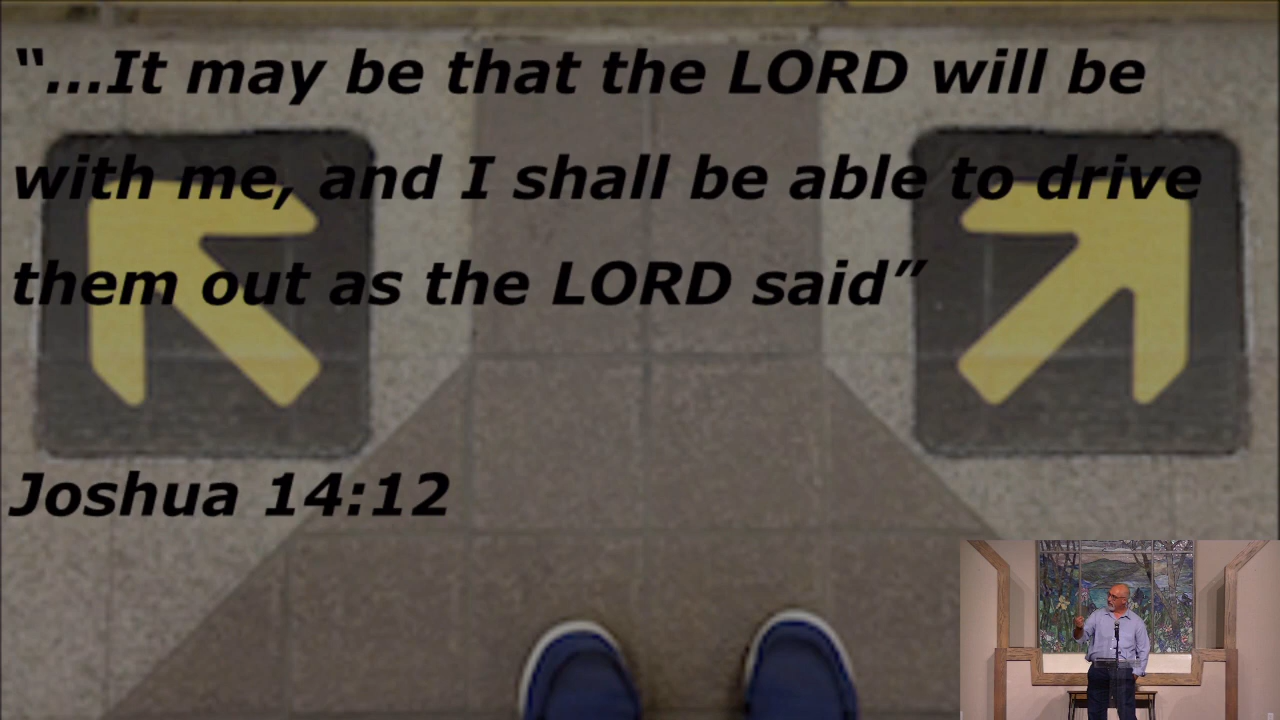 “…It may be that the LORD will be
with me, and I shall be able to drive
them out as the LORD said”
Joshua 14:12